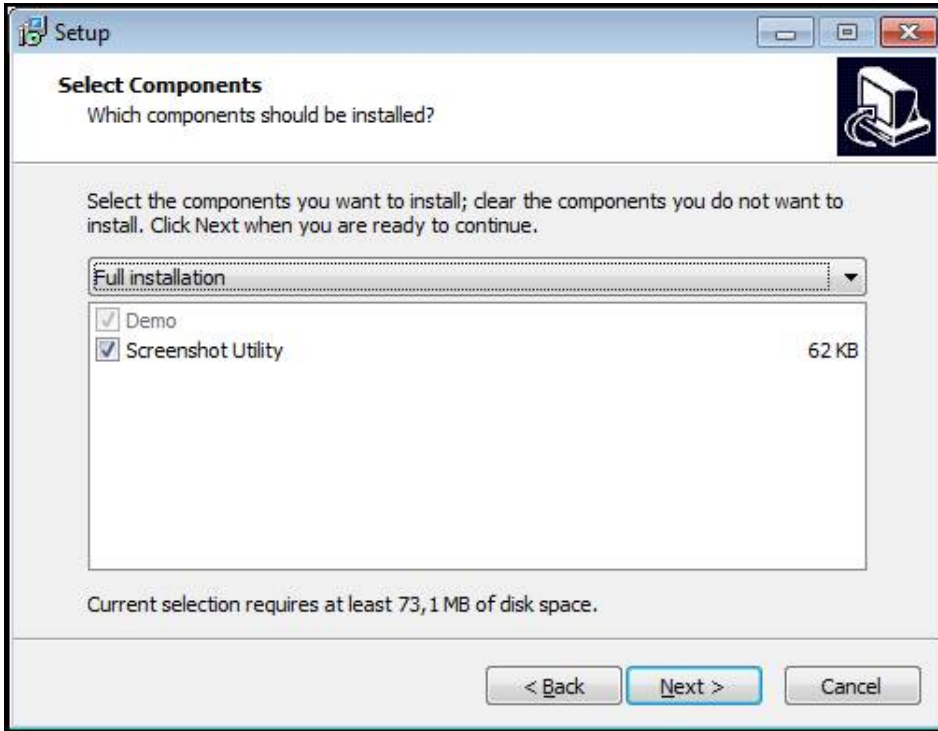 Setup
Select Components
Which components should be installed?
Select the components you want to install; clear the components you do not want to
install. Click Next when you are ready to continue.
Full installation
Demo
Screenshot Utility 62 KB
Current selection requires at least 73,1 MB of disk space.
< Back Next > Cancel